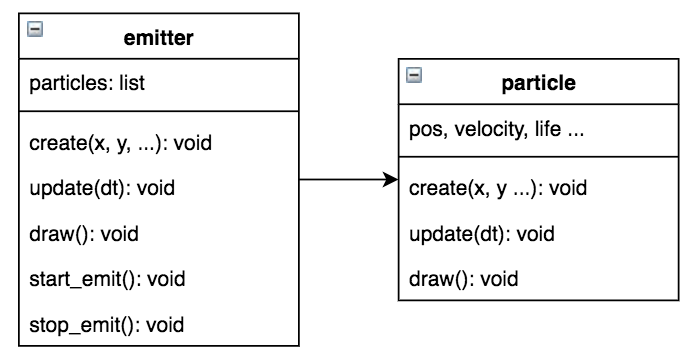 emitter
particles: list
create(x, y, ...): void
update(dt): void
draw(): void
start_emit(): void
stop_emit(): void
particle
pos, velocity, life ...
create(x, y ...): void
update(dt): void
draw(): void